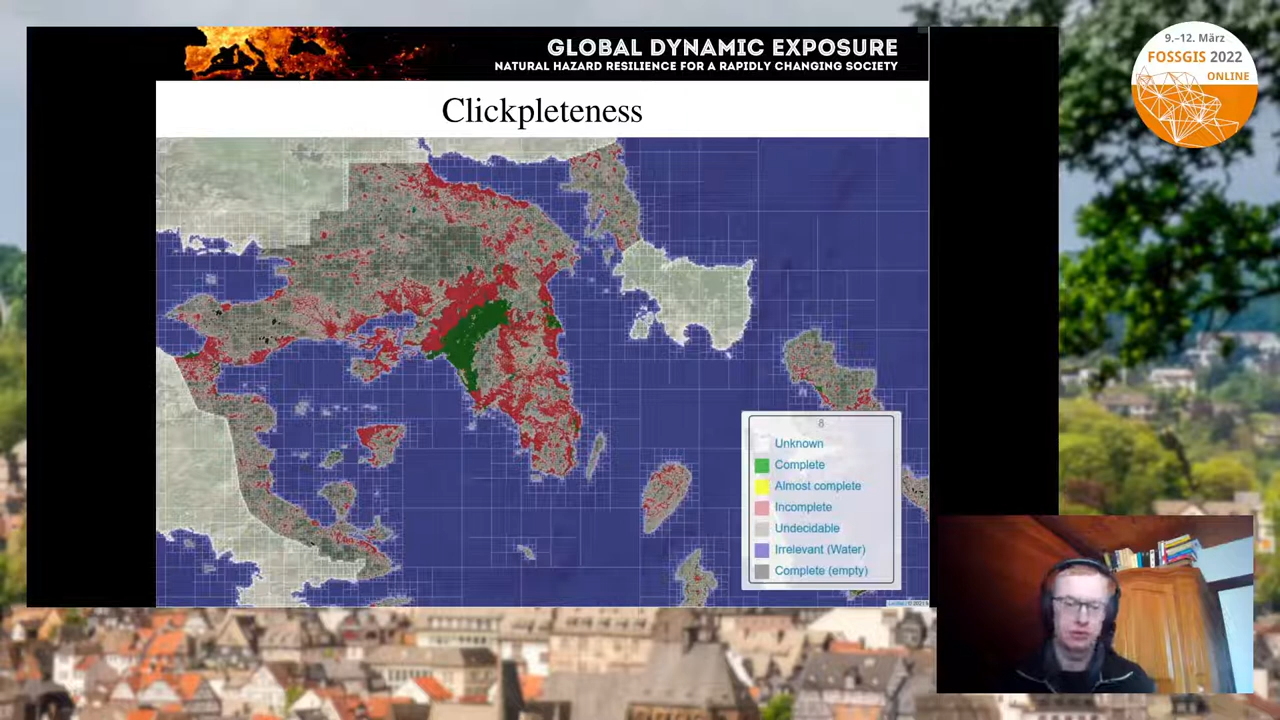 GLOBAL DYNAMIC EXPOSURE
NATURAL HAZARD RESILIENCE FOR A RAPIDLY CHANGING SOCIETY
9.–12. März
FOSSGIS 2022
ONLINE
Clickpleteness
8
Unknown
Complete
Almost complete
Incomplete
Undecidable
Irrelevant (Water)
Complete (empty)